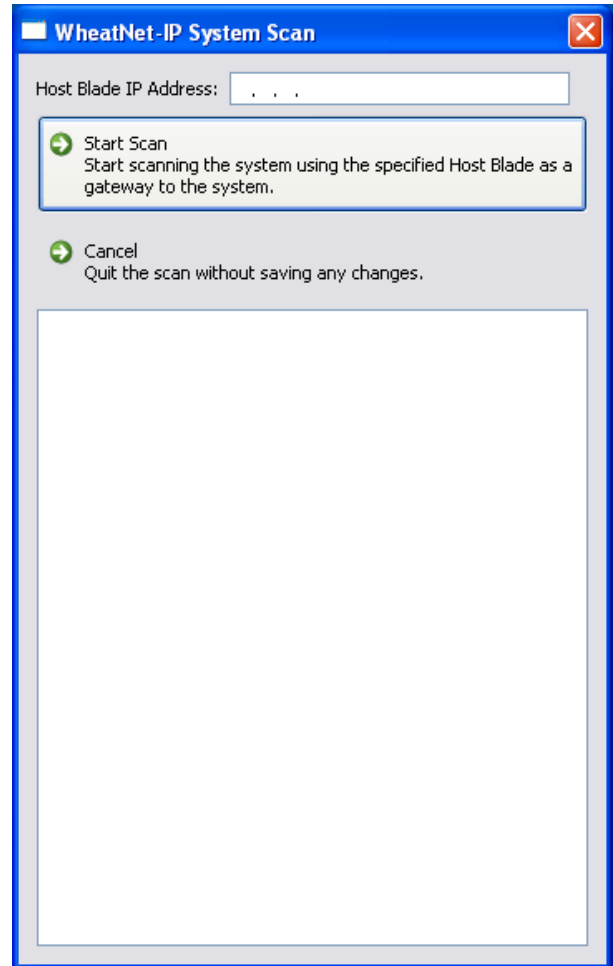 WheatNet-IP System Scan
Host Blade IP Address: . . .
Start Scan
Start scanning the system using the specified Host Blade as a
gateway to the system.
Cancel
Quit the scan without saving any changes.